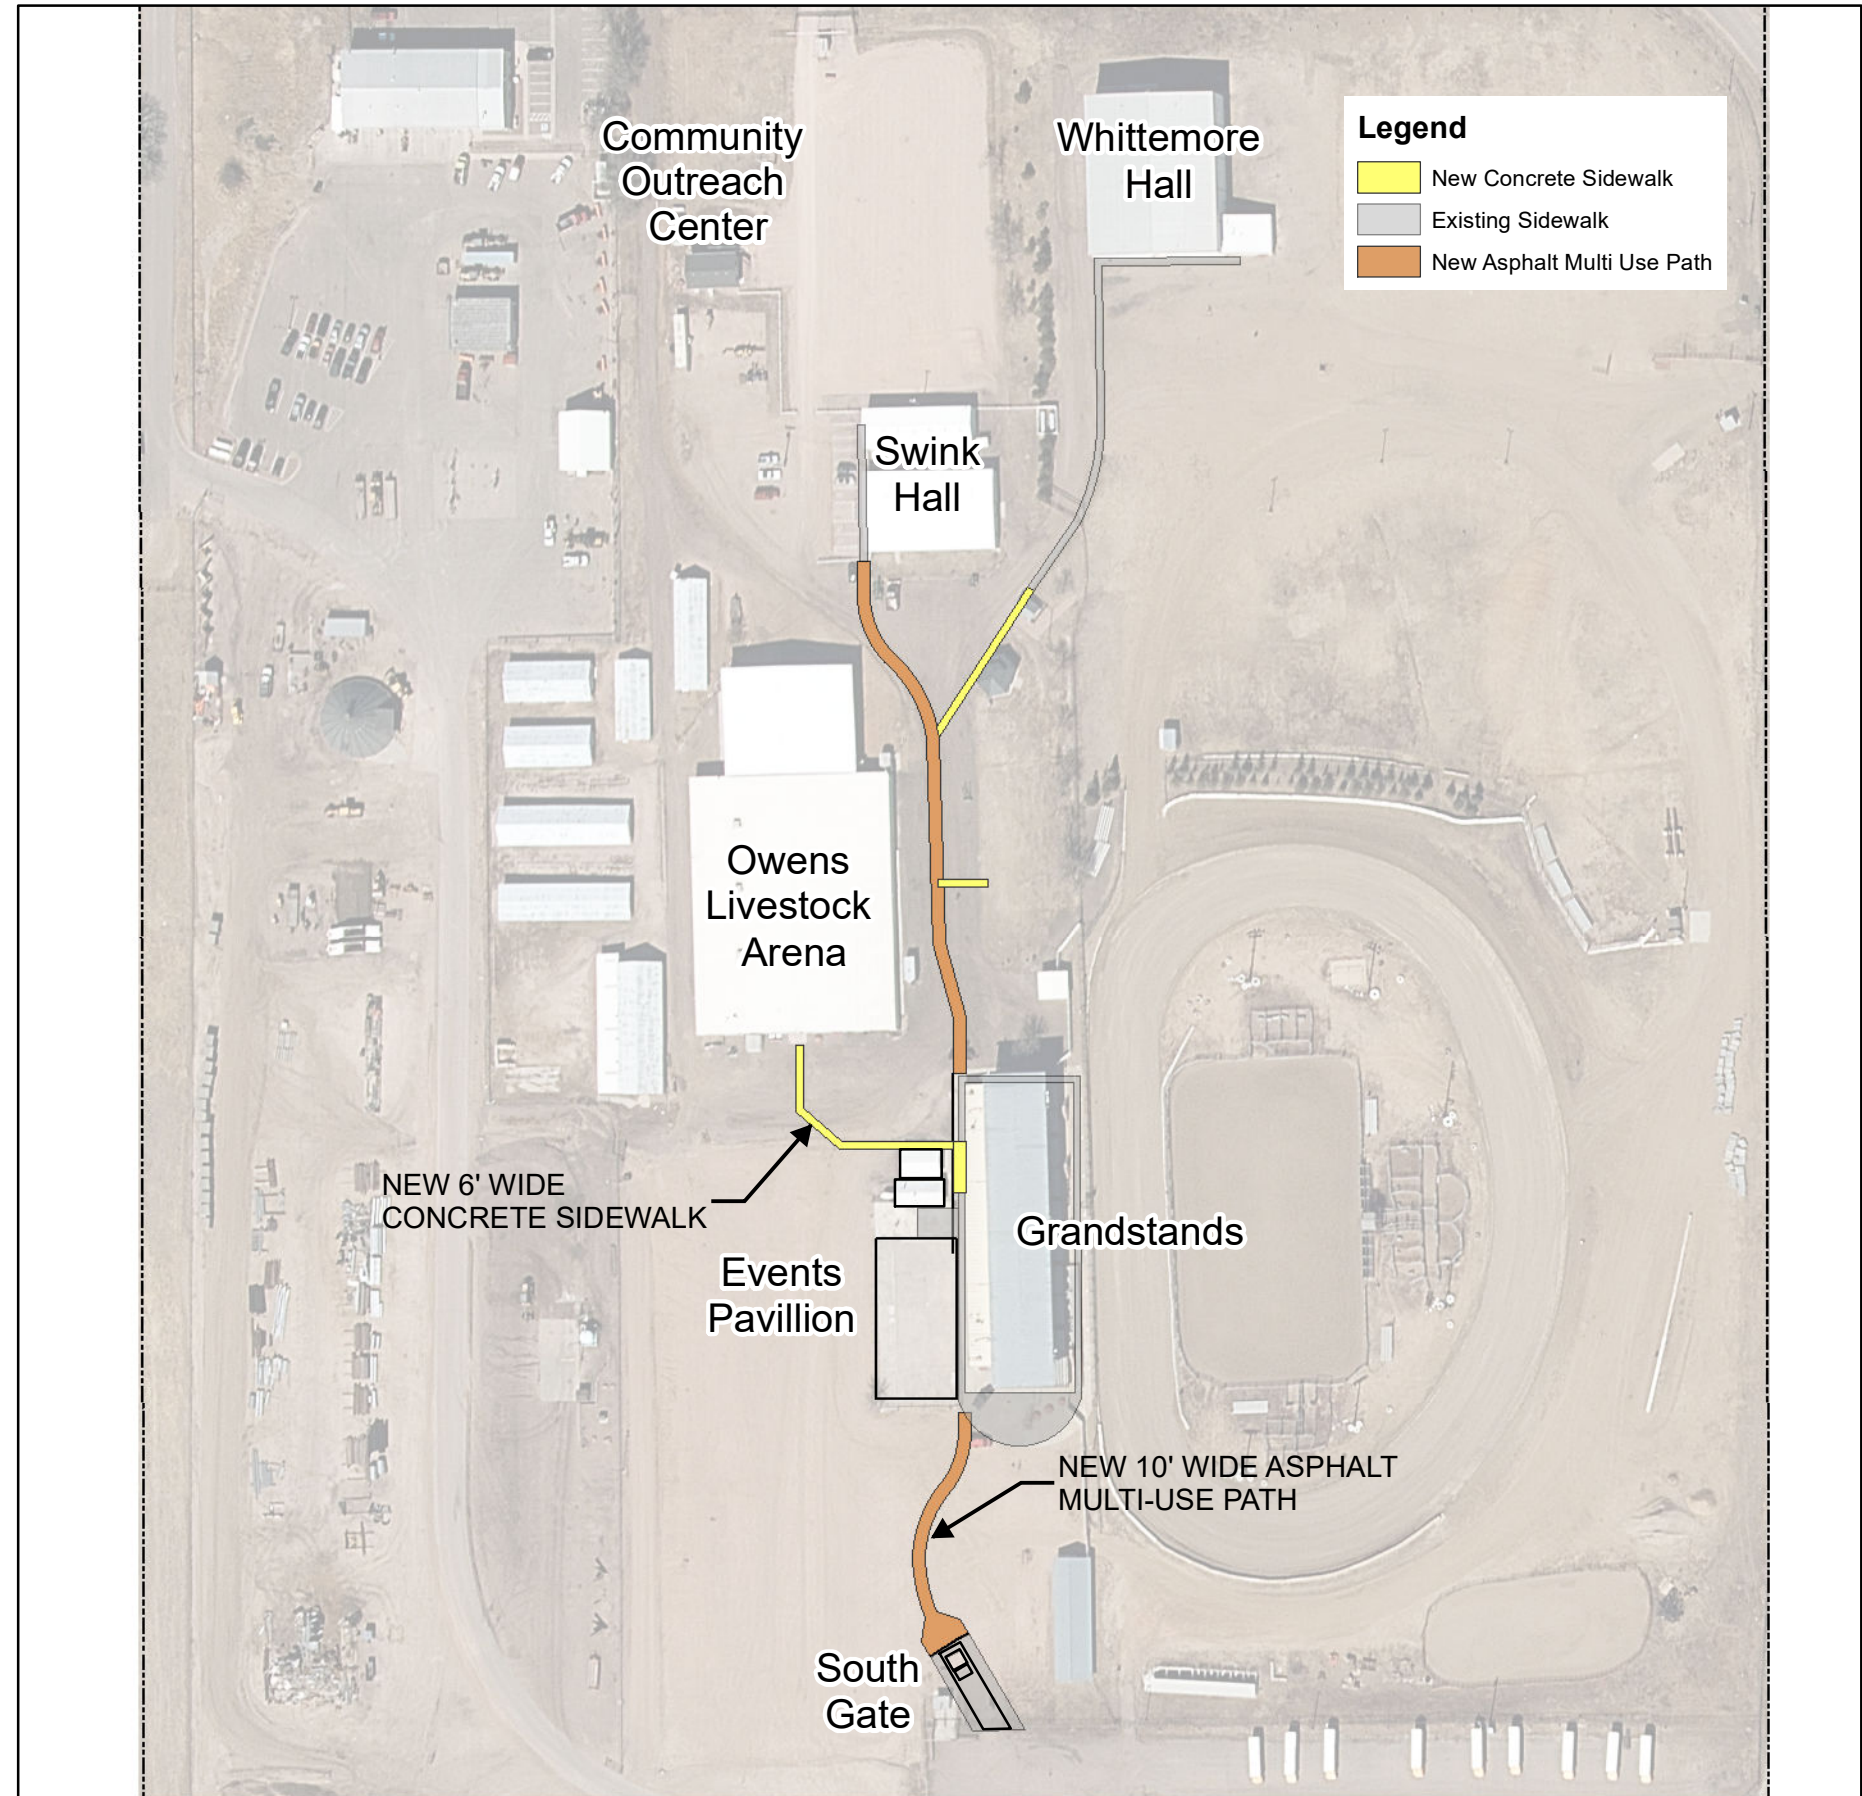 Community
Outreach
Center
Whittemore
Hall
Legend
New Concrete Sidewalk
Existing Sidewalk
New Asphalt Multi Use Path
Swink
Hall
Owens
Livestock
Arena
NEW 6' WIDE
CONCRETE SIDEWALK
Grandstands
Events
Pavillion
NEW 10' WIDE ASPHALT
MULTI-USE PATH
South
Gate